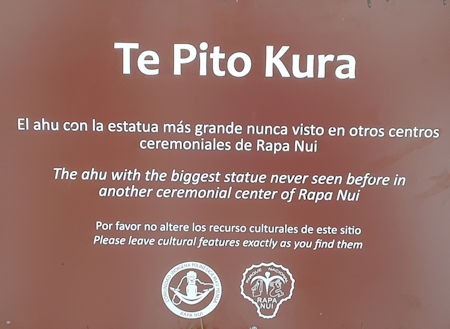 Te Pito Kura
El ahu con la estatua más grande nunca visto en otros centros
ceremoniales de Rapa Nui
The ahu with the biggest statue never seen before in
another ceremonial center of Rapa Nui
Por favor no altere los recurso culturales de este sitio
Please leave cultural features exactly as you find them
RAPA NUI
PARQUE NACIONAL
RAPA
NUI